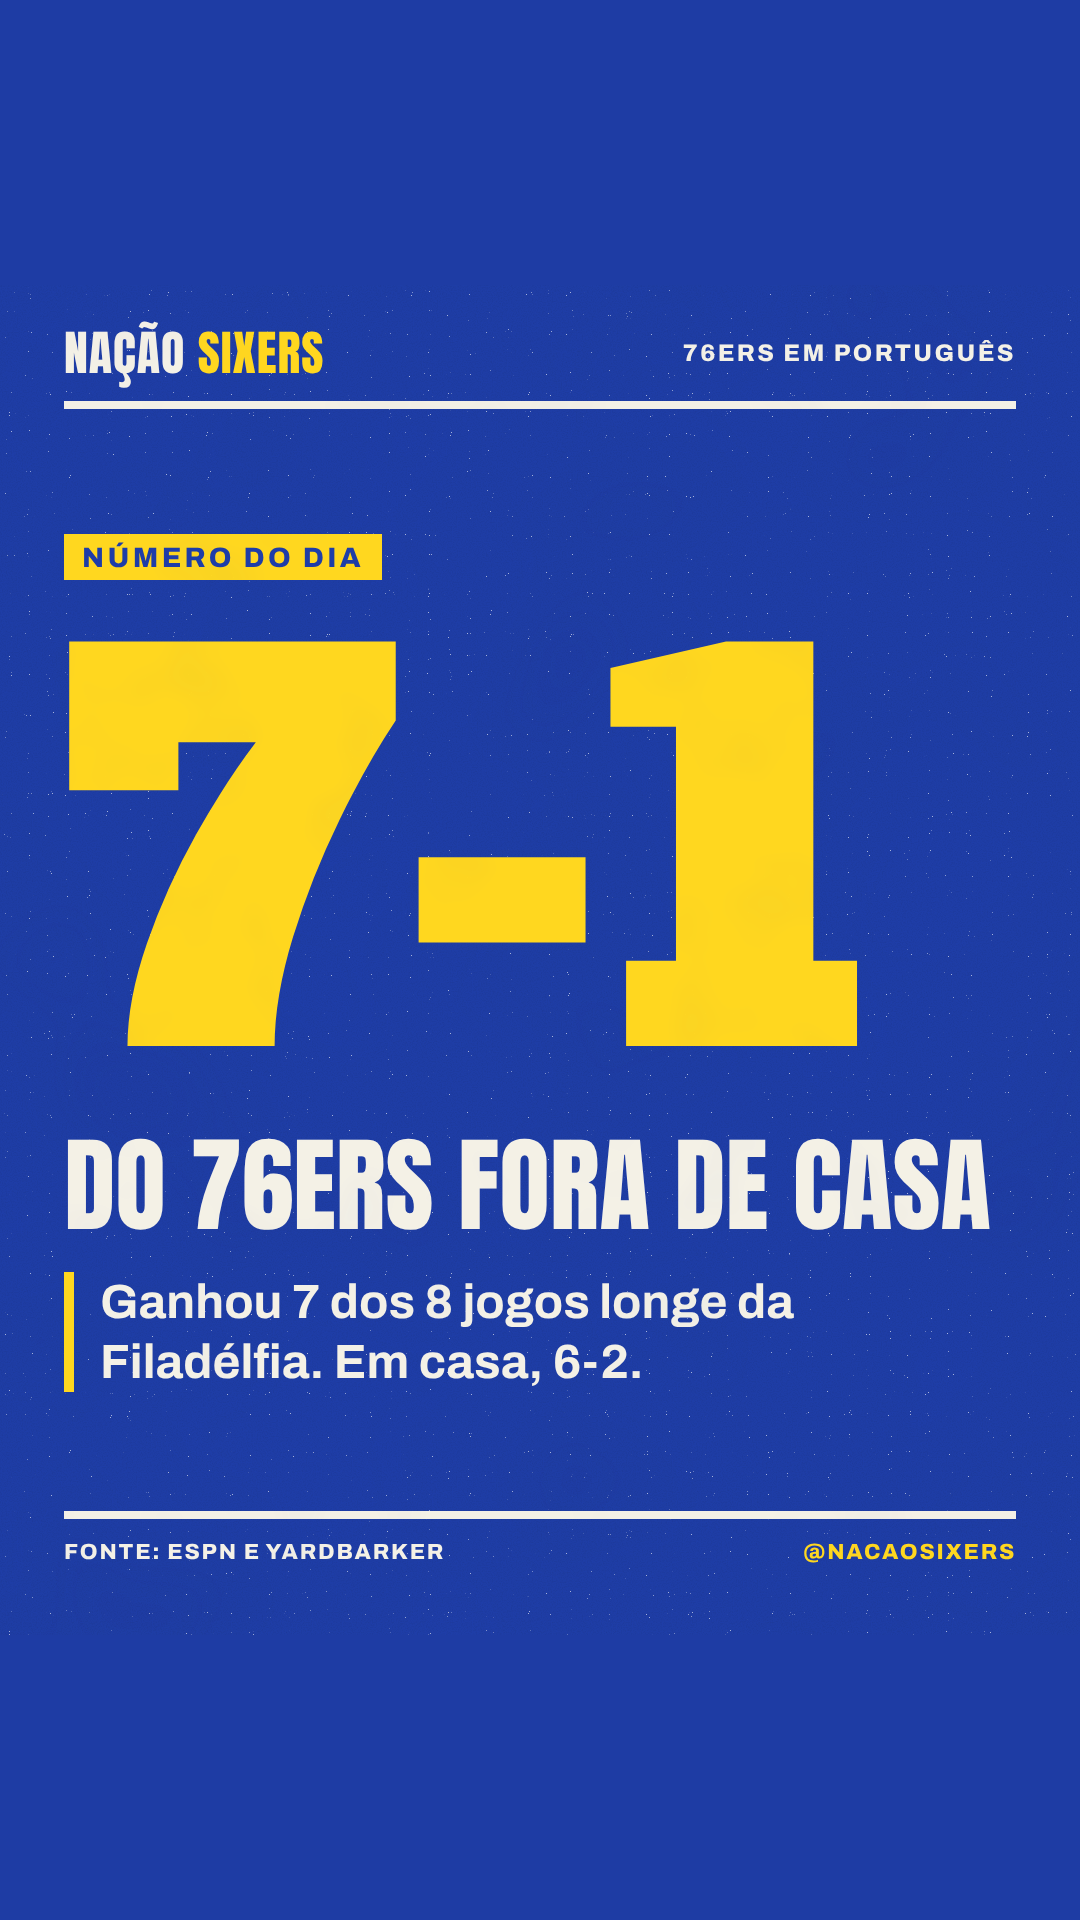 NAÇÃO SIXERS
76ERS EM PORTUGUÊS
NÚMERO DO DIA
7-1
DO 76ERS FORA DE CASA
Ganhou 7 dos 8 jogos longe da
Filadélfia. Em casa, 6-2.
FONTE: ESPN E YARDBARKER
@NACAOSIXERS